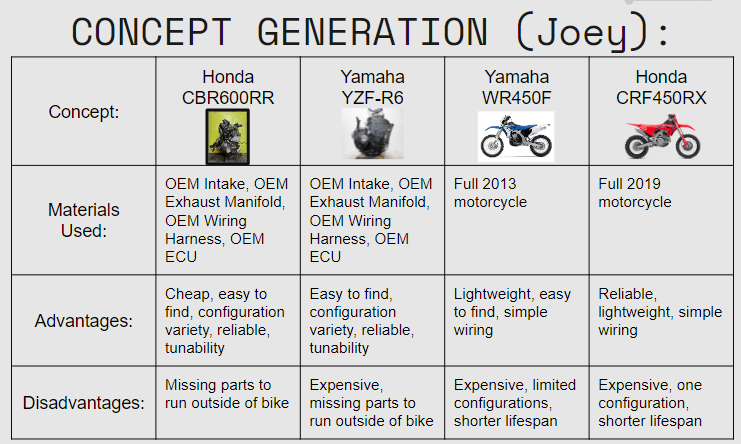 CONCEPT GENERATION (Joey):
Concept:
Honda
CBR600RR
Yamaha
YZF-R6
Yamaha
WR450F
Honda
CRF450RX
Materials
Used:
OEM Intake, OEM
Exhaust Manifold,
OEM Wiring
Harness, OEM
ECU
OEM Intake, OEM
Exhaust Manifold,
OEM Wiring
Harness, OEM
ECU
Full 2013
motorcycle
Full 2019
motorcycle
Advantages:
Cheap, easy to
find, configuration
variety, reliable,
tunability
Easy to find,
configuration
variety, reliable,
tunability
Lightweight, easy
to find, simple
wiring
Reliable,
lightweight, simple
wiring
Disadvantages:
Missing parts to
run outside of bike
Expensive,
missing parts to
run outside of bike
Expensive, limited
configurations,
shorter lifespan
Expensive, one
configuration,
shorter lifespan